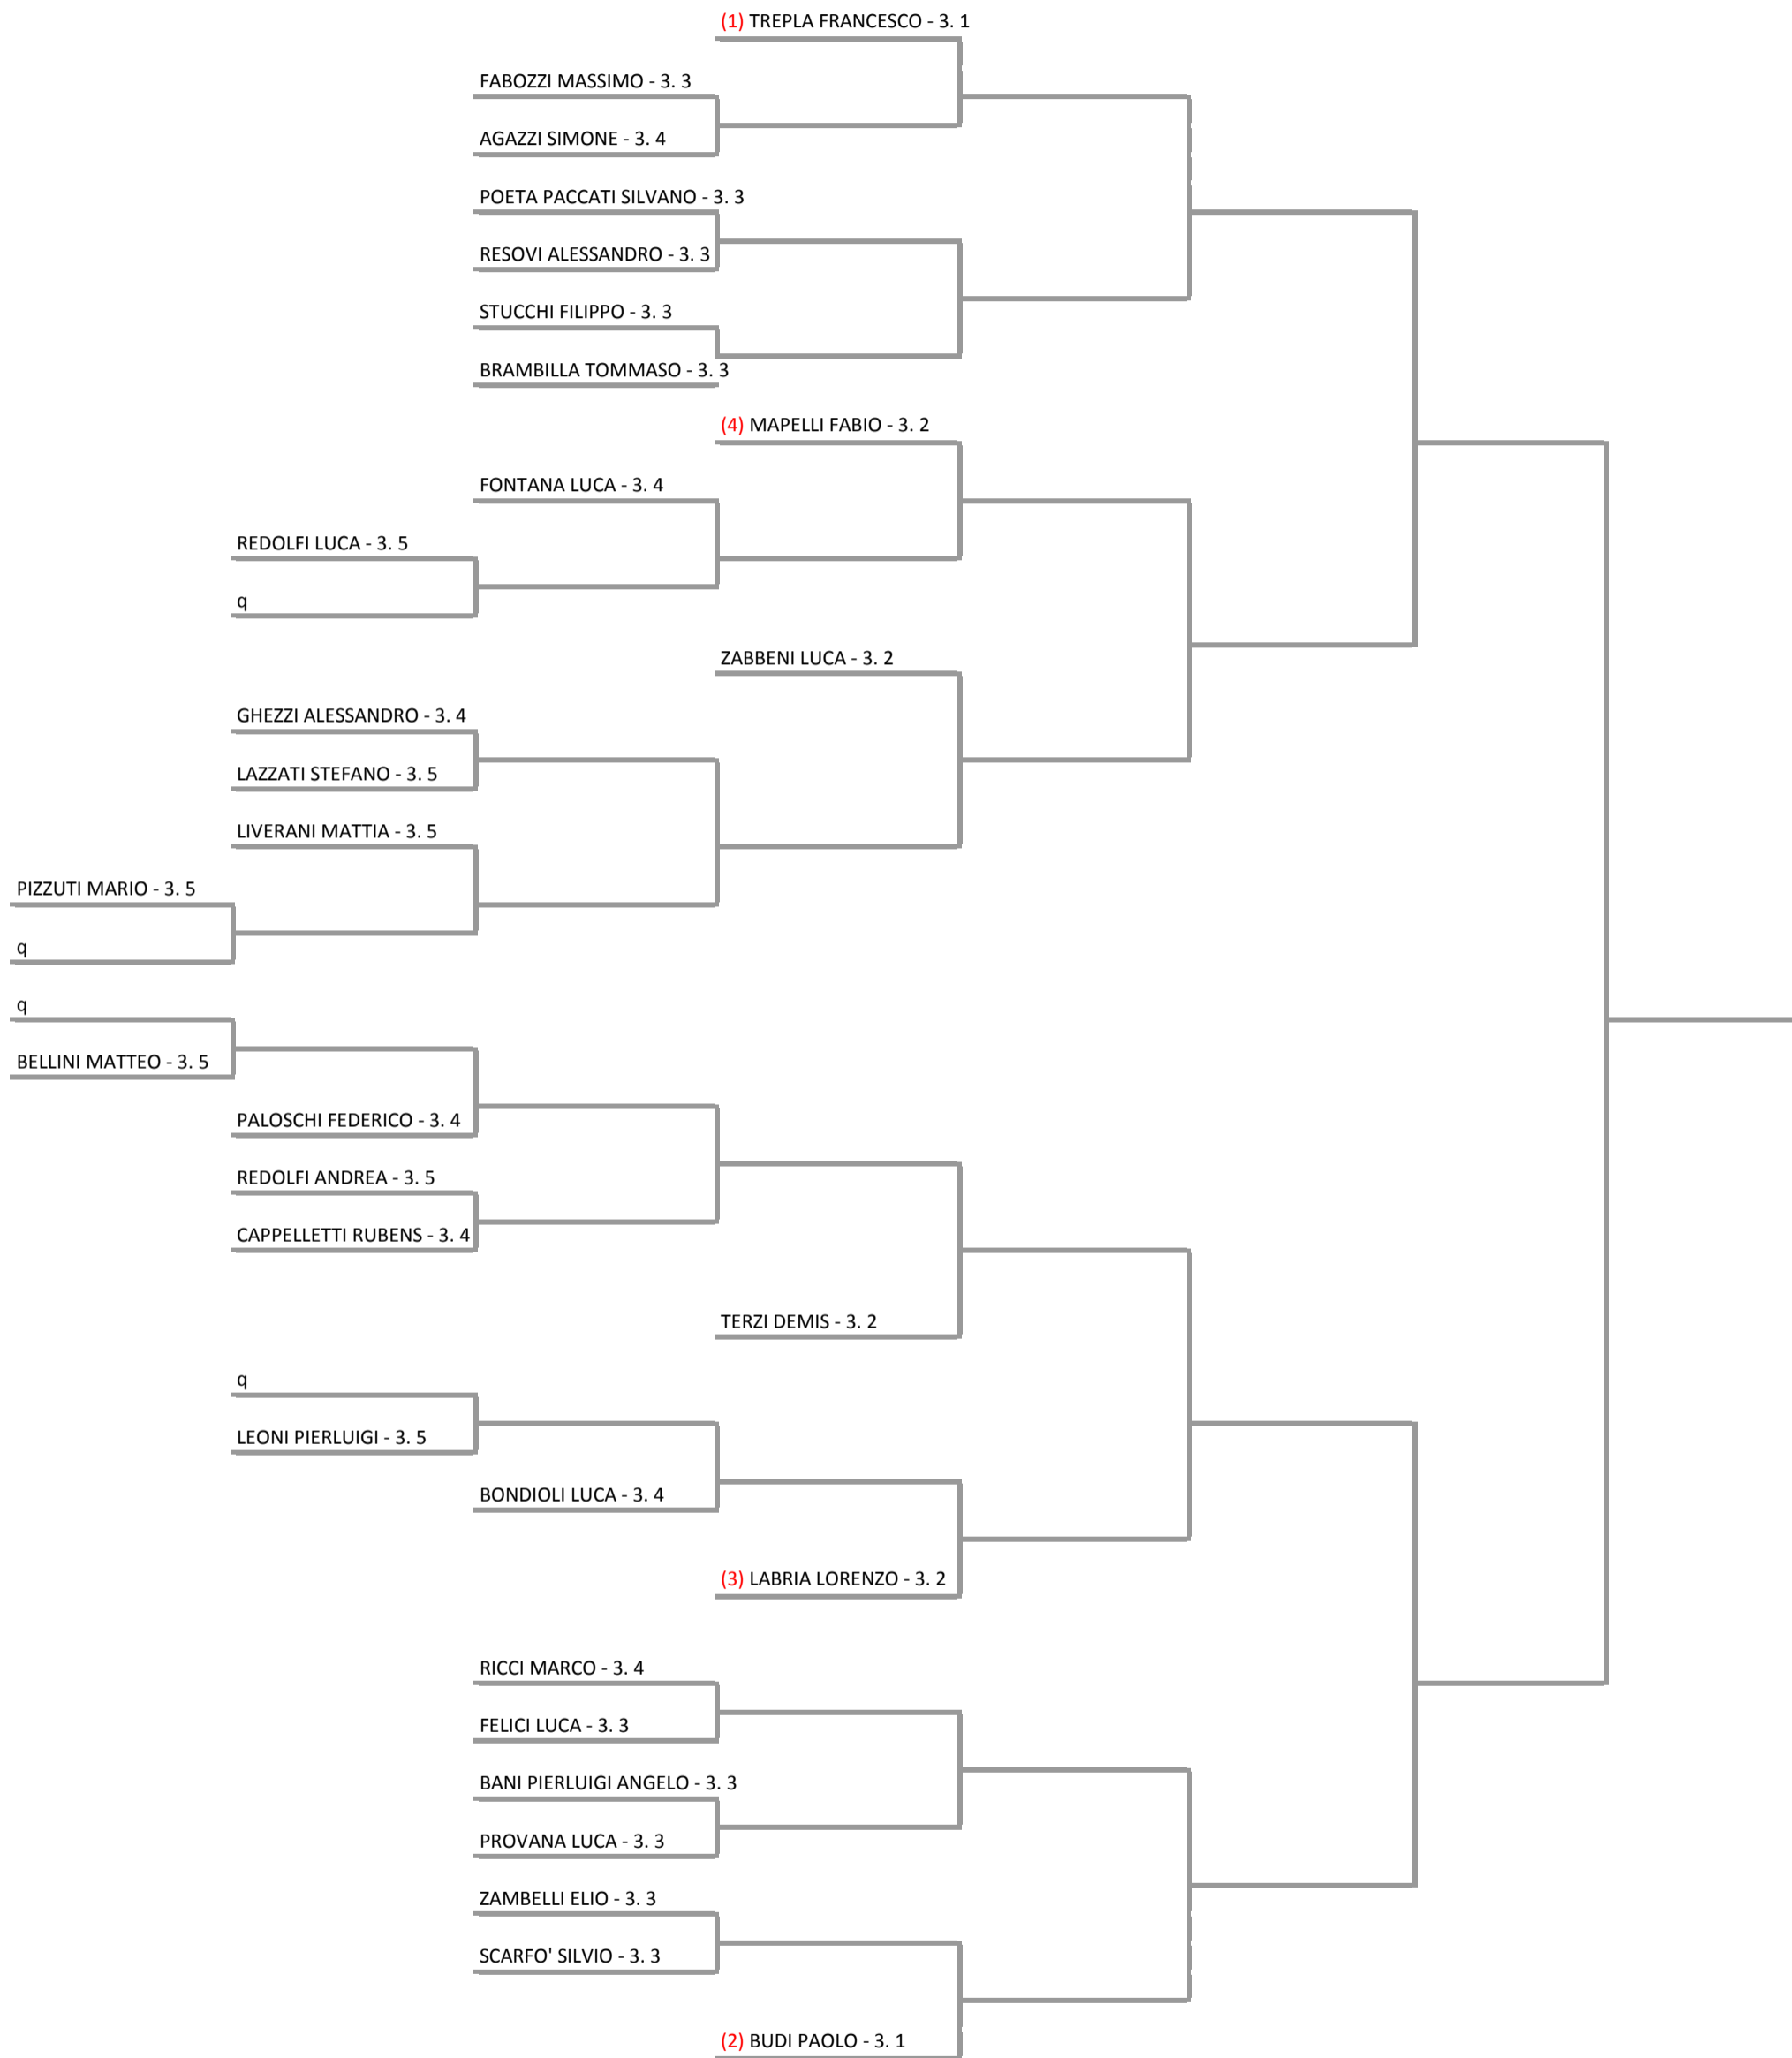 (1) TREPLA FRANCESCO - 3. 1
FABOZZI MASSIMO - 3. 3
AGAZZI SIMONE - 3. 4
POETA PACCATI SILVANO - 3. 3
RESOVI ALESSANDRO - 3. 3
STUCCHI FILIPPO - 3. 3
BRAMBILLA TOMMASO - 3. 3
(4) MAPELLI FABIO - 3. 2
FONTANA LUCA - 3. 4
REDOLFI LUCA - 3. 5
q
ZABBENI LUCA - 3. 2
GHEZZI ALESSANDRO - 3. 4
LAZZATI STEFANO - 3. 5
LIVERANI MATTIA - 3. 5
PIZZUTI MARIO - 3. 5
q
q
BELLINI MATTEO - 3. 5
PALOSCHI FEDERICO - 3. 4
REDOLFI ANDREA - 3. 5
CAPPELLETTI RUBENS - 3. 4
TERZI DEMIS - 3. 2
q
LEONI PIERLUIGI - 3. 5
BONDIOLI LUCA - 3. 4
(3) LABRIA LORENZO - 3. 2
RICCI MARCO - 3. 4
FELICI LUCA - 3. 3
BANI PIERLUIGI ANGELO - 3. 3
PROVANA LUCA - 3. 3
ZAMBELLI ELIO - 3. 3
SCARFO' SILVIO - 3. 3
(2) BUDI PAOLO - 3. 1